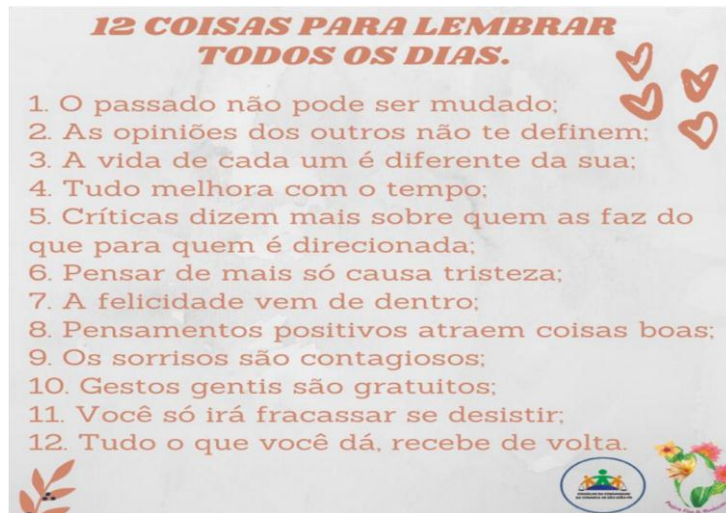 12 COISAS PARA LEMBRAR
TODOS OS DIAS.
1. O passado não pode ser mudado;
2. As opiniões dos outros não te definem;
3. A vida de cada um é diferente da sua;
4. Tudo melhora com o tempo;
5. Críticas dizem mais sobre quem as faz do
que para quem é direcionada;
6. Pensar de mais só causa tristeza;
7. A felicidade vem de dentro;
8. Pensamentos positivos atraem coisas boas;
9. Os sorrisos são contagiosos;
10. Gestos gentis são gratuitos;
11. Você só irá fracassar se desistir;
12. Tudo o que você dá, recebe de volta.